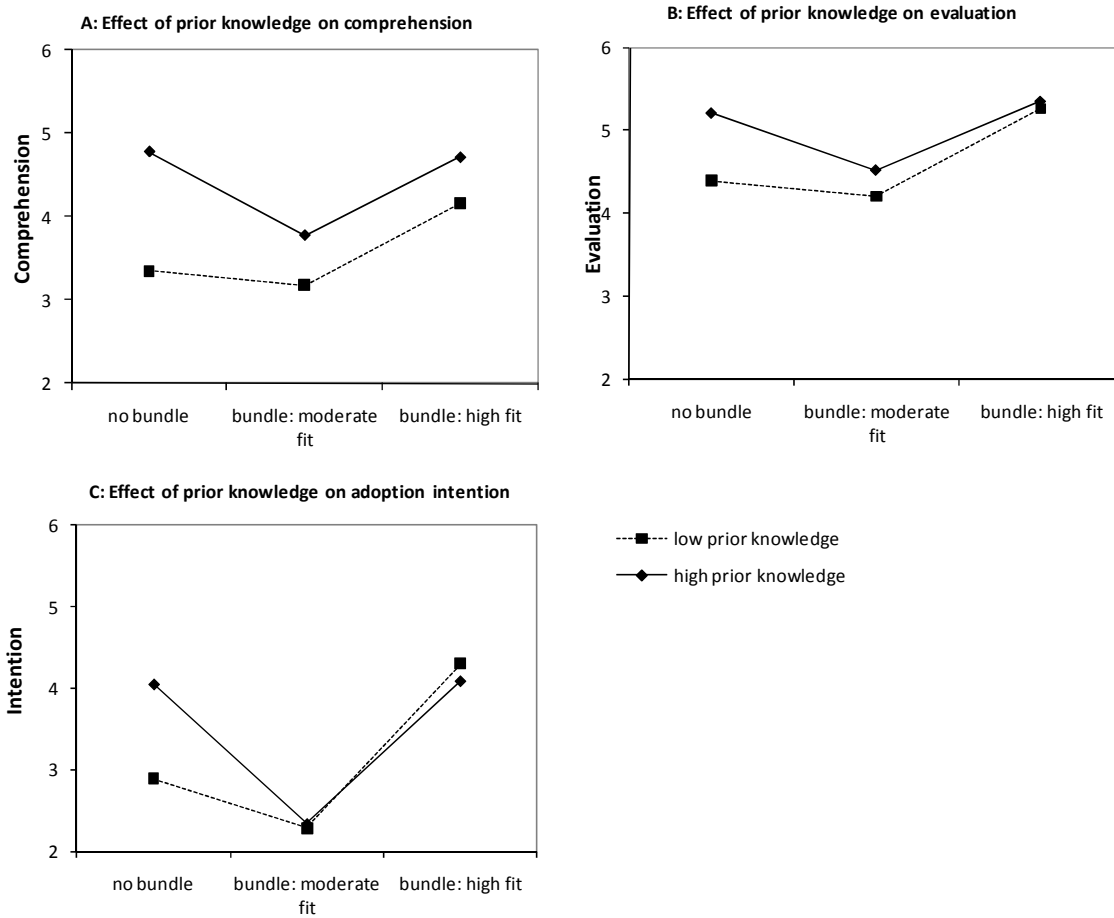 A: Effect of prior knowledge on comprehension
6
5
4
3
2
Comprehension
no bundle
bundle: moderate
fit
bundle: high fit
B: Effect of prior knowledge on evaluation
6
5
4
3
2
Evaluation
no bundle
bundle: moderate
fit
bundle: high fit
C: Effect of prior knowledge on adoption intention
6
5
4
3
2
Intention
no bundle
bundle: moderate
fit
bundle: high fit
low prior knowledge
high prior knowledge